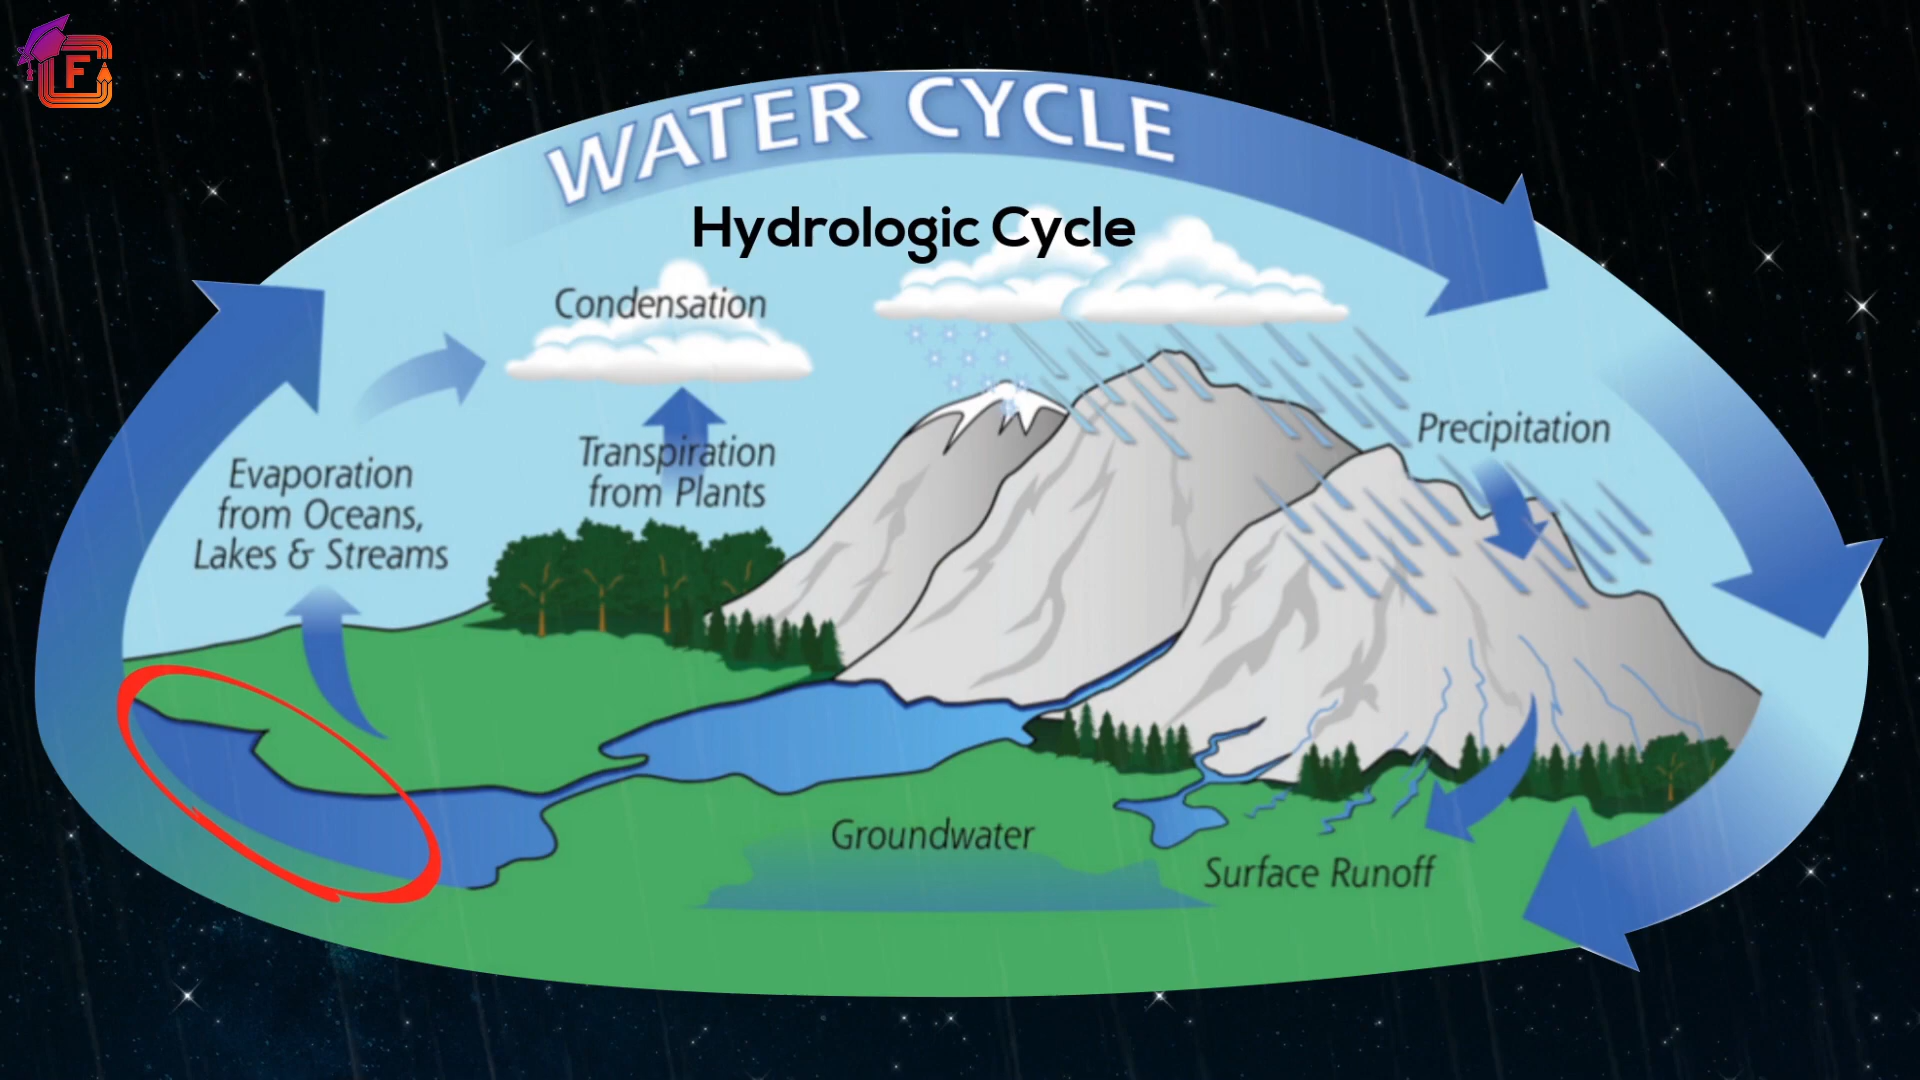 F
WATER CYCLE
Hydrologic Cycle
Condensation
Precipitation
Transpiration
from Plants
Evaporation
from Oceans,
Lakes & Streams
Groundwater
Surface Runoff